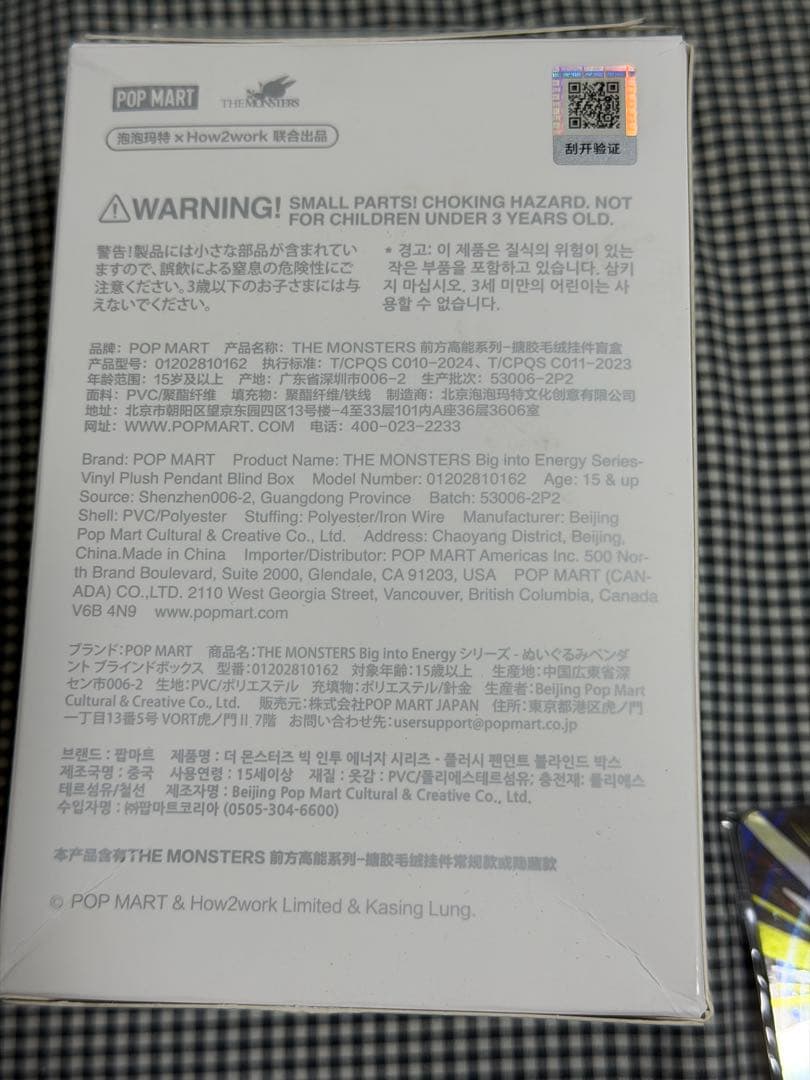 POP MART
THE MONSTERS
泡泡玛特 × How2work 联合出品
刮开验证
WARNING! SMALL PARTS! CHOKING HAZARD. NOT
FOR CHILDREN UNDER 3 YEARS OLD.
警告!製品には小さな部品が含まれてい
ますので、誤飲による窒息の危険性にご
注意ください。3歳以下のお子さまには与
えないでください。
* 경고: 이 제품은 질식의 위험이 있는
작은 부품을 포함하고 있습니다. 삼키
지 마십시오. 3세 미만의 어린이는 사
용할 수 없습니다.
品牌: POP MART 产品名称: THE MONSTERS 前方高能系列-搪胶毛绒挂件盲盒
产品型号: 01202810162 执行标准: T/CPQS C010-2024、T/CPQS C011-2023
年龄范围: 15岁及以上 产地: 广东省深圳市006-2 生产批次: 53006-2P2
面料: PVC/聚酯纤维 填充物: 聚酯纤维/铁线 制造商: 北京泡泡玛特文化创意有限公司
地址: 北京市朝阳区望京东园四区13号楼-4至33层101内A座36层3606室
网址: WWW.POPMART.COM 电话: 400-023-2233
Brand: POP MART Product Name: THE MONSTERS Big into Energy Series-
Vinyl Plush Pendant Blind Box Model Number: 01202810162 Age: 15 & up
Source: Shenzhen006-2, Guangdong Province Batch: 53006-2P2
Shell: PVC/Polyester Stuffing: Polyester/Iron Wire Manufacturer: Beijing
Pop Mart Cultural & Creative Co., Ltd. Address: Chaoyang District, Beijing,
China.Made in China Importer/Distributor: POP MART Americas Inc. 500 Nor-
th Brand Boulevard, Suite 2000, Glendale, CA 91203, USA POP MART (CAN-
ADA) CO.,LTD. 2110 West Georgia Street, Vancouver, British Columbia, Canada
V6B 4N9 www.popmart.com
ブランド:POP MART 商品名:THE MONSTERS Big into Energy シリーズ - ぬいぐるみペンダ
ント ブラインドボックス 型番:01202810162 対象年齢:15歳以上 生産地:中国広東省深
セン市006-2 生地:PVC/ポリエステル 充填物:ポリエステル/針金 生産者:Beijing Pop Mart
Cultural & Creative Co., Ltd. 販売元:株式会社POP MART JAPAN 住所:東京都港区虎ノ門
一丁目13番5号 VORT虎ノ門Ⅱ 7階 お問い合わせ先:usersupport@popmart.co.jp
브랜드 : 팝마트 제품명 : 더 몬스터즈 빅 인투 에너지 시리즈 - 플러시 펜던트 블라인드 박스
제조국명 : 중국 사용연령 : 15세이상 재질 : 옷감 : PVC/폴리에스테르섬유; 충전재: 폴리에스
테르섬유/철선 제조자명 : Beijing Pop Mart Cultural & Creative Co., Ltd.
수입자명 : ㈜팝마트코리아 (0505-304-6600)
本产品含有THE MONSTERS 前方高能系列-搪胶毛绒挂件常规款或隐藏款
© POP MART & How2work Limited & Kasing Lung.